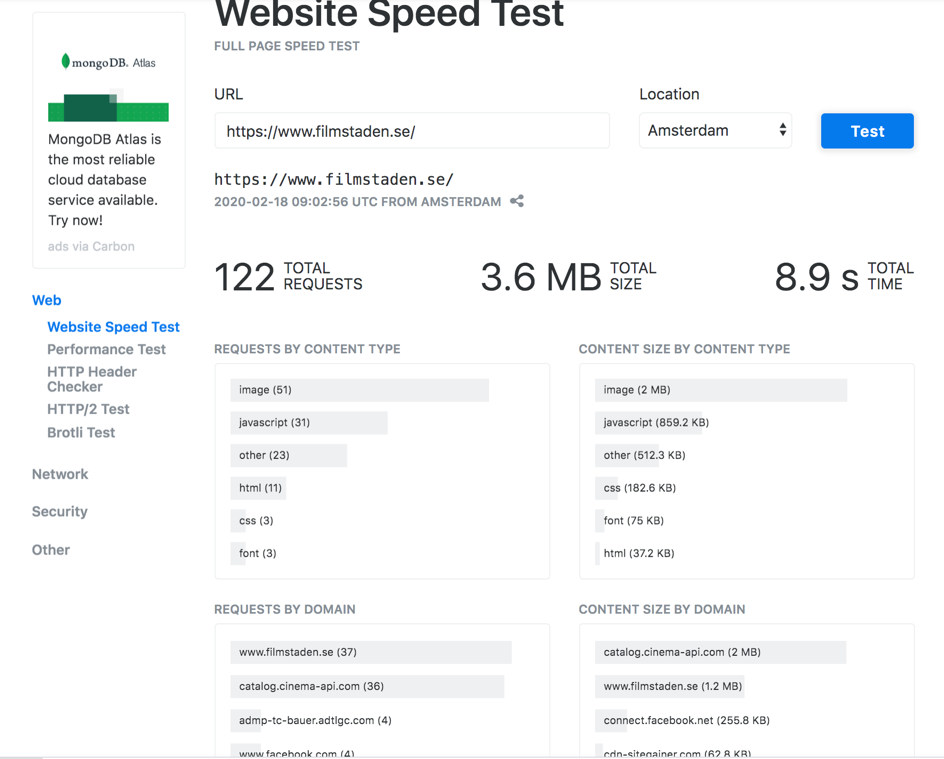 Website Speed Test
FULL PAGE SPEED TEST
mongoDB. Atlas
MongoDB Atlas is
the most reliable
cloud database
service available.
Try now!
ads via Carbon
Web
Website Speed Test
Performance Test
HTTP Header
Checker
HTTP/2 Test
Brotli Test
Network
Security
Other
URL
Location
https://www.filmstaden.se/
Amsterdam
Test
https://www.filmstaden.se/
2020-02-18 09:02:56 UTC FROM AMSTERDAM
122 TOTAL REQUESTS
3.6 MB TOTAL SIZE
8.9 s TOTAL TIME
REQUESTS BY CONTENT TYPE
image (51)
javascript (31)
other (23)
html (11)
css (3)
font (3)
CONTENT SIZE BY CONTENT TYPE
image (2 MB)
javascript (859.2 KB)
other (512.3 KB)
css (182.6 KB)
font (75 KB)
html (37.2 KB)
REQUESTS BY DOMAIN
www.filmstaden.se (37)
catalog.cinema-api.com (36)
admp-tc-bauer.adtlgc.com (4)
www.facebook.com (4)
CONTENT SIZE BY DOMAIN
catalog.cinema-api.com (2 MB)
www.filmstaden.se (1.2 MB)
connect.facebook.net (255.8 KB)
cdn-sitegainer.com (62.8 KB)